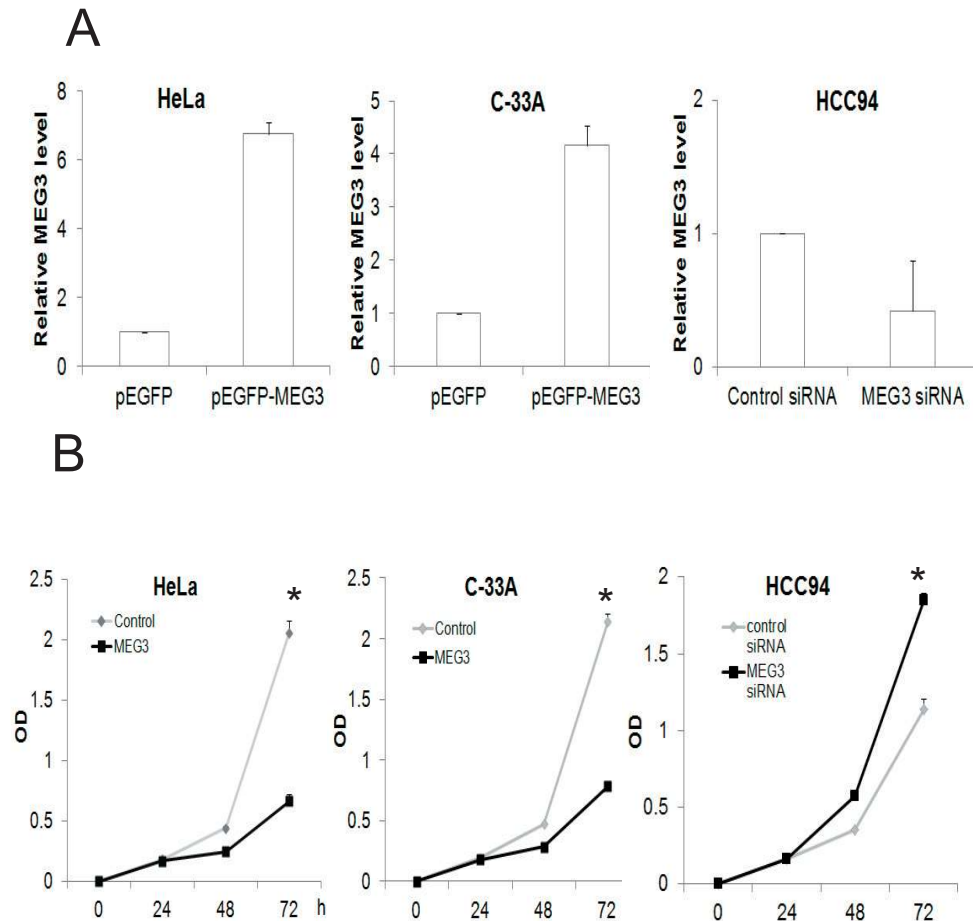 A
HeLa
Relative MEG3 level
8
6
4
2
0
pEGFP
pEGFP-MEG3
C-33A
Relative MEG3 level
5
4
3
2
1
0
pEGFP
pEGFP-MEG3
HCC94
Relative MEG3 level
2
1
0
Control siRNA
MEG3 siRNA
B
HeLa
OD
2.5
2
1.5
1
0.5
0
Control
MEG3
*
0
24
48
72
h
C-33A
OD
2.5
2
1.5
1
0.5
0
Control
MEG3
*
0
24
48
72
HCC94
OD
2
1.5
1
0.5
0
control
siRNA
MEG3
siRNA
*
0
24
48
72